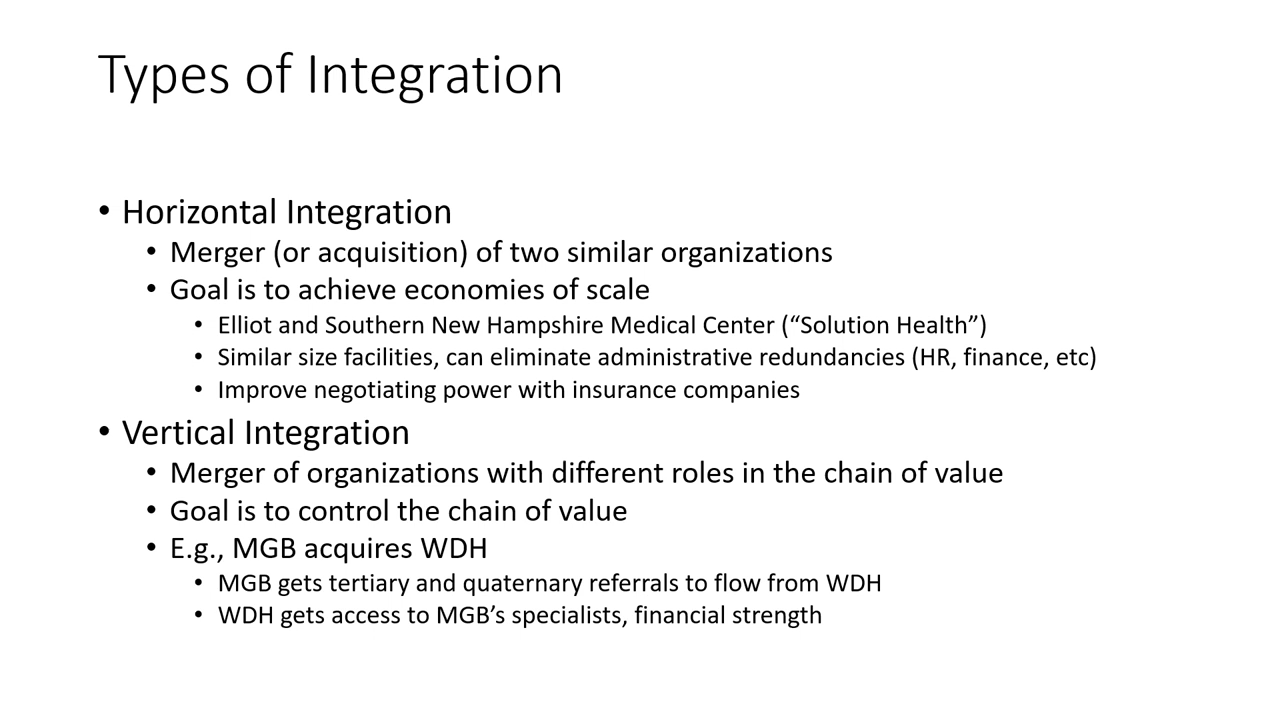 Types of Integration
• Horizontal Integration
• Merger (or acquisition) of two similar organizations
• Goal is to achieve economies of scale
• Elliot and Southern New Hampshire Medical Center (“Solution Health”)
• Similar size facilities, can eliminate administrative redundancies (HR, finance, etc)
• Improve negotiating power with insurance companies
• Vertical Integration
• Merger of organizations with different roles in the chain of value
• Goal is to control the chain of value
• E.g., MGB acquires WDH
• MGB gets tertiary and quaternary referrals to flow from WDH
• WDH gets access to MGB’s specialists, financial strength